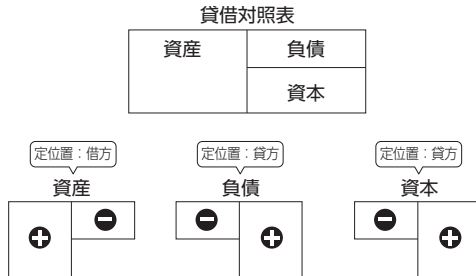 貸借対照表
資産 負債
資本
定位置：借方 定位置：貸方 定位置：貸方
資産 負債 資本
＋ － － ＋ － ＋